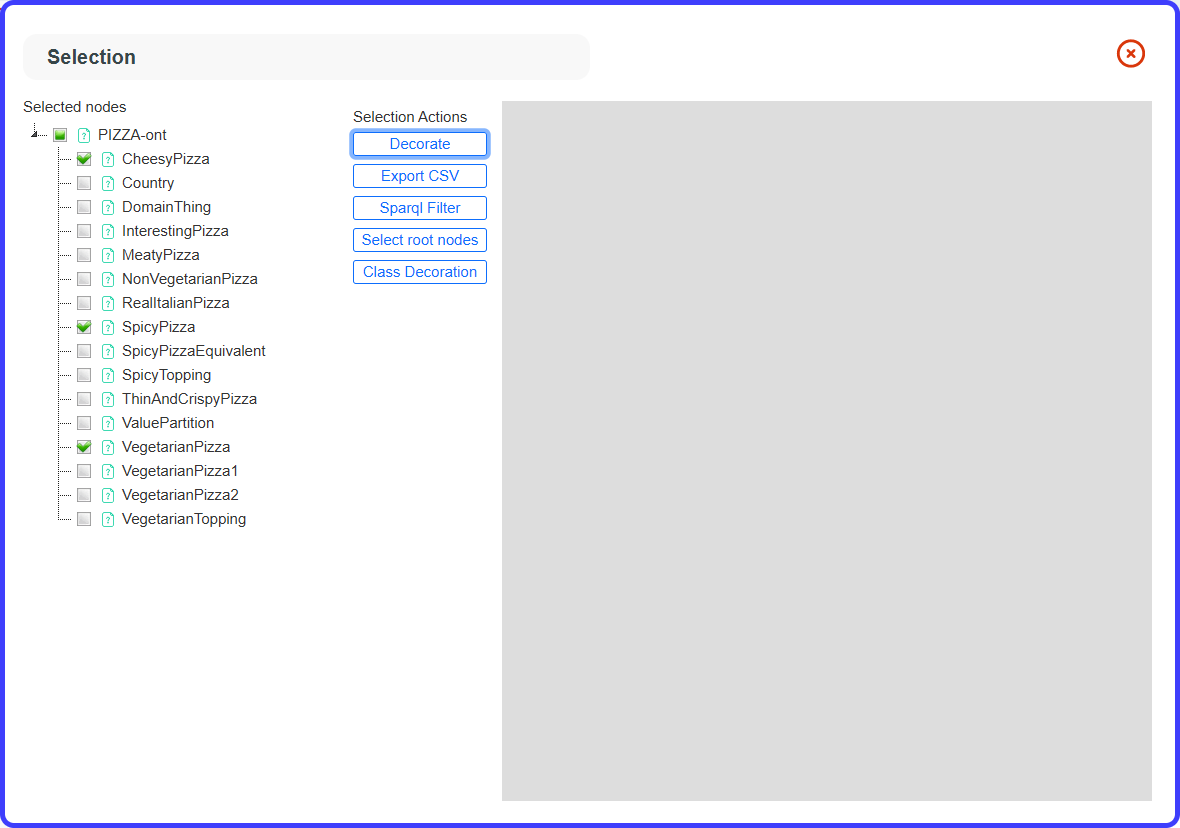 Selection
Selected nodes
PIZZA-ont
CheesyPizza
Country
DomainThing
InterestingPizza
MeatyPizza
NonVegetarianPizza
RealItalianPizza
SpicyPizza
SpicyPizzaEquivalent
SpicyTopping
ThinAndCrispyPizza
ValuePartition
VegetarianPizza
VegetarianPizza1
VegetarianPizza2
VegetarianTopping
Selection Actions
Decorate
Export CSV
Sparql Filter
Select root nodes
Class Decoration